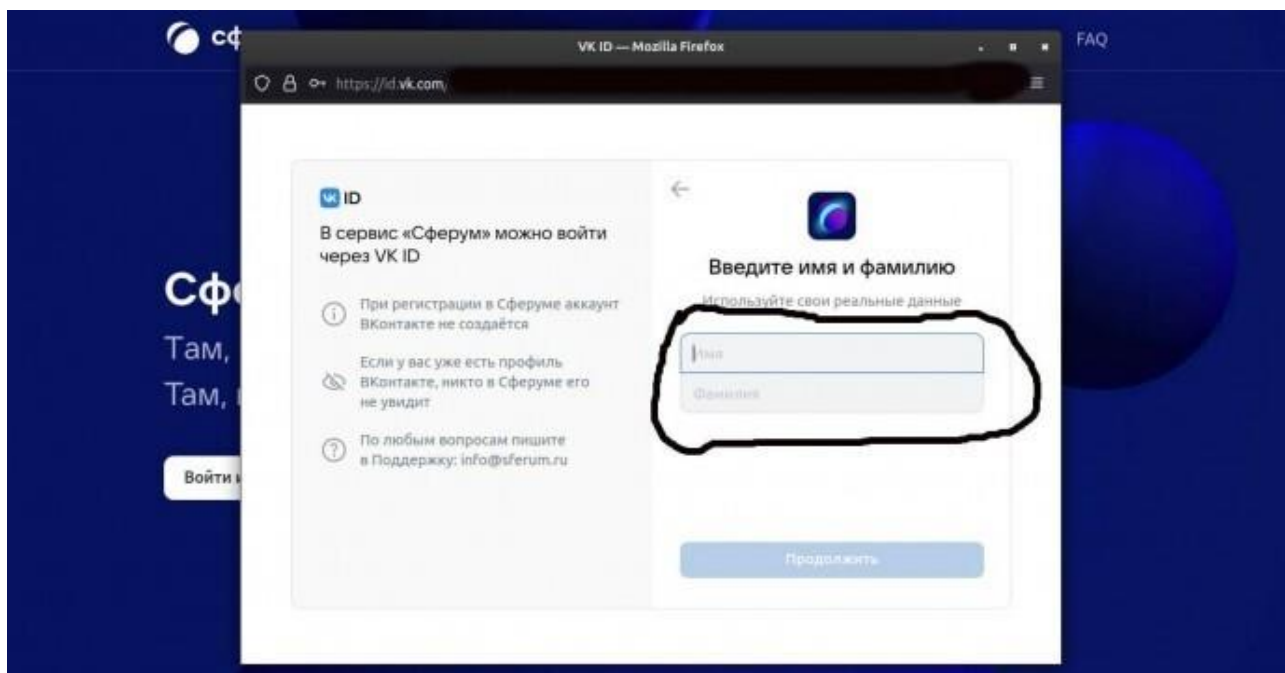 VK ID — Mozilla Firefox
FAQ
https://id.vk.com/
VK ID
В сервис «Сферум» можно войти
через VK ID
При регистрации в Сферуме аккаунт
ВКонтакте не создаётся
Если у вас уже есть профиль
ВКонтакте, никто в Сферуме его
не увидит
По любым вопросам пишите
в Поддержку: info@sferum.ru
Введите имя и фамилию
Используйте свои реальные данные
Имя
Фамилия
Продолжить
Там,
Там,
Войти